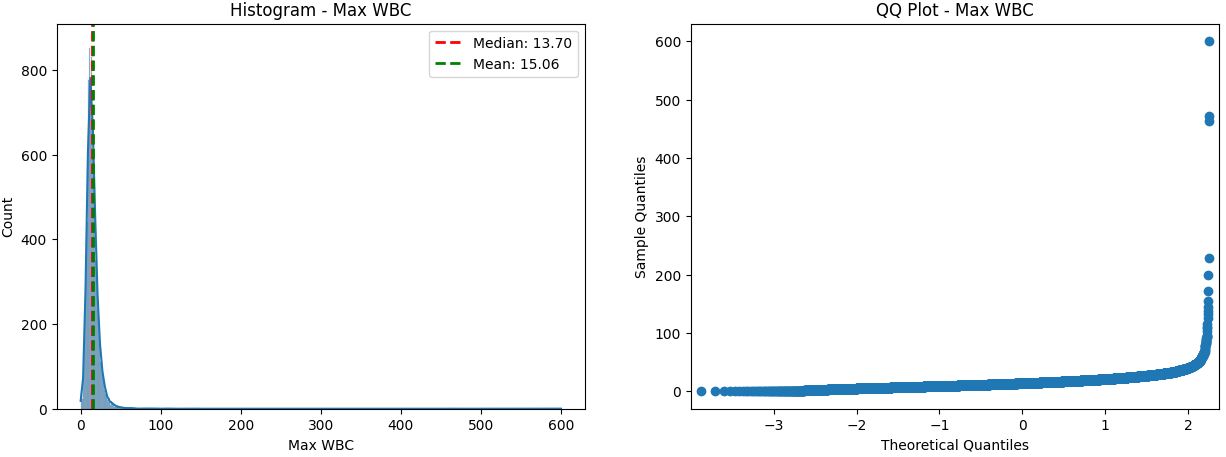 Histogram - Max WBC
Median: 13.70
Mean: 15.06
Count
0
200
400
600
800
0 100 200 300 400 500 600
Max WBC
QQ Plot - Max WBC
Sample Quantiles
600
500
400
300
200
100
0
−3 −2 −1 0 1 2
Theoretical Quantiles